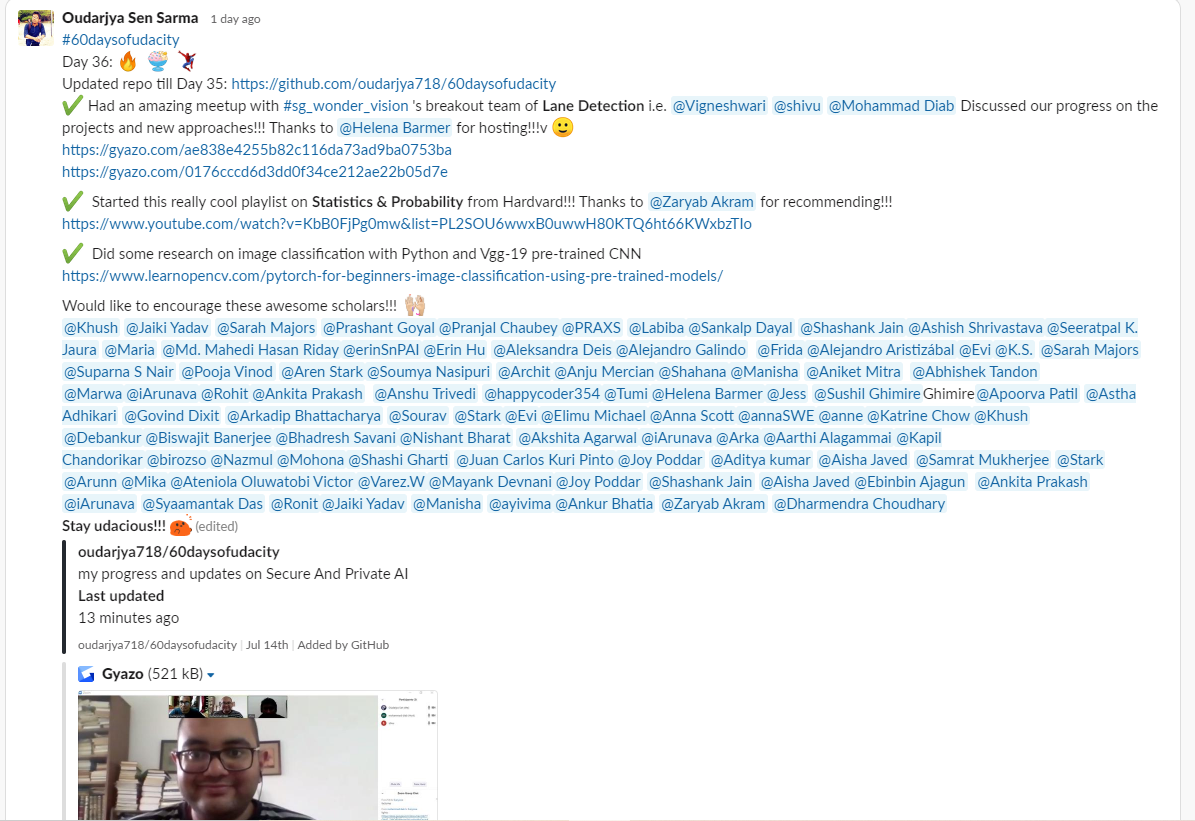 Oudarjya Sen Sarma 1 day ago
#60daysofudacity
Day 36:
Updated repo till Day 35: https://github.com/oudarjya718/60daysofudacity
Had an amazing meetup with #sg_wonder_vision 's breakout team of Lane Detection i.e. @Vigneshwari @shivu @Mohammad Diab Discussed our progress on the
projects and new approaches!!! Thanks to @Helena Barmer for hosting!!!v
https://gyazo.com/ae838e4255b82c116da73ad9ba0753ba
https://gyazo.com/0176cccd6d3dd0f34ce212ae22b05d7e
Started this really cool playlist on Statistics & Probability from Hardvard!!! Thanks to @Zaryab Akram for recommending!!!
https://www.youtube.com/watch?v=KbB0FjPg0mw&list=PL2SOU6wwxB0uwwH80KTQ6ht66KWxbzTIo
Did some research on image classification with Python and Vgg-19 pre-trained CNN
https://www.learnopencv.com/pytorch-for-beginners-image-classification-using-pre-trained-models/
Would like to encourage these awesome scholars!!!
@Khush @Jaiki Yadav @Sarah Majors @Prashant Goyal @Pranjal Chaubey @PRAXS @Labiba @Sankalp Dayal @Shashank Jain @Ashish Shrivastava @Seeratpal K.
Jaura @Maria @Md. Mahedi Hasan Riday @erinSnPAI @Erin Hu @Aleksandra Deis @Alejandro Galindo @Frida @Alejandro Aristizábal @Evi @K.S. @Sarah Majors
@Suparna S Nair @Pooja Vinod @Aren Stark @Soumya Nasipuri @Archit @Anju Mercian @Shahana @Manisha @Aniket Mitra @Abhishek Tandon
@Marwa @iArunava @Rohit @Ankita Prakash @Anshu Trivedi @happycoder354 @Tumi @Helena Barmer @Jess @Sushil Ghimire Ghimire @Apoorva Patil @Astha
Adhikari @Govind Dixit @Arkadip Bhattacharya @Sourav @Stark @Evi @Elimu Michael @Anna Scott @annaSWE @anne @Katrine Chow @Khush
@Debankur @Biswajit Banerjee @Bhadresh Savani @Nishant Bharat @Akshita Agarwal @iArunava @Arka @Aarthi Alagammai @Kapil
Chandorikar @birozso @Nazmul @Mohona @Shashi Gharti @Juan Carlos Kuri Pinto @Joy Poddar @Aditya kumar @Aisha Javed @Samrat Mukherjee @Stark
@Arunn @Mika @Ateniola Oluwatobi Victor @Varez.W @Mayank Devnani @Joy Poddar @Shashank Jain @Aisha Javed @Ebinbin Ajagun @Ankita Prakash
@iArunava @Syaamantak Das @Ronit @Jaiki Yadav @Manisha @ayivima @Ankur Bhatia @Zaryab Akram @Dharmendra Choudhary
Stay udacious!!! (edited)
oudarjya718/60daysofudacity
my progress and updates on Secure And Private AI
Last updated
13 minutes ago
oudarjya718/60daysofudacity | Jul 14th | Added by GitHub
Gyazo (521 kB)